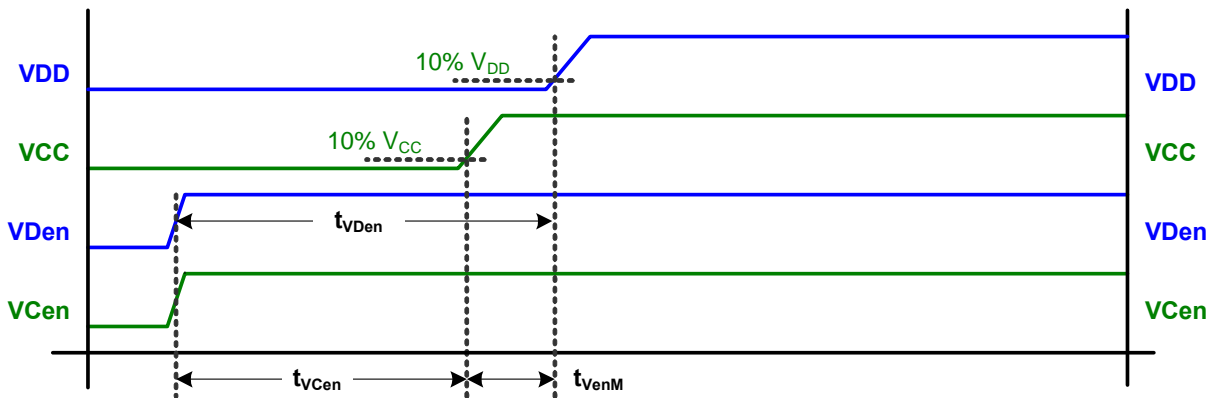 10% VDD
VDD
VDD
10% VCC
VCC
VCC
tVDen
VDen
VDen
VCen
VCen
tVCen
tVenM